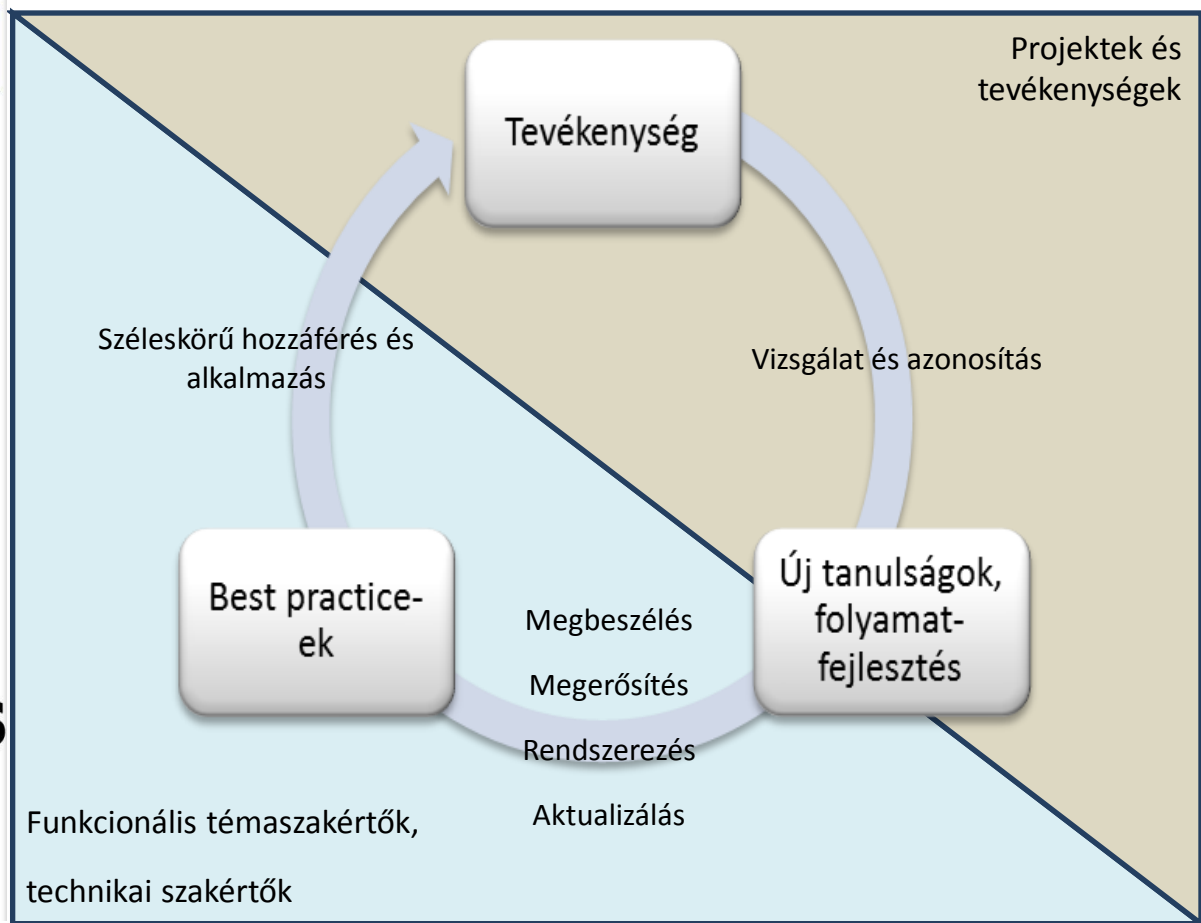 Projektek és
tevékenységek
Tevékenység
Széleskörű hozzáférés és
alkalmazás
Vizsgálat és azonosítás
Best practice-
ek
Új tanulságok,
folyamat-
fejlesztés
Megbeszélés
Megerősítés
Rendszerezés
Aktualizálás
Funkcionális témaszakértők,
technikai szakértők